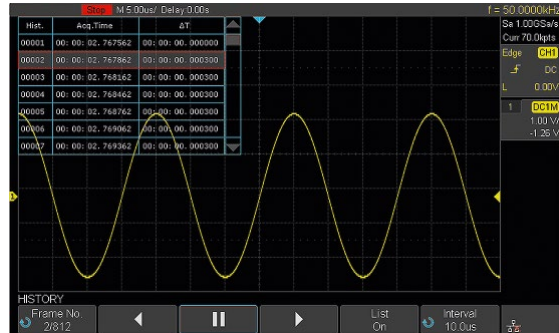 Stop M 5.00us/ Delay:0.00s f = 50.0000kHz
Sa 1.00GSa/s
Curr 70.0kpts
Edge CH1
DC
L 0.00V
1 DC1M
1.00 V/
-1.26 V
Hist. Acq.Time ΔT
00001 00: 00: 02. 767562 00: 00: 00. 000000
00002 00: 00: 02. 767862 00: 00: 00. 000300
00003 00: 00: 02. 768162 00: 00: 00. 000300
00004 00: 00: 02. 768462 00: 00: 00. 000300
00005 00: 00: 02. 768762 00: 00: 00. 000300
00006 00: 00: 02. 769062 00: 00: 00. 000300
00007 00: 00: 02. 769362 00: 00: 00. 000300
1
HISTORY
Frame No. List Interval
2/812 On 10.0us